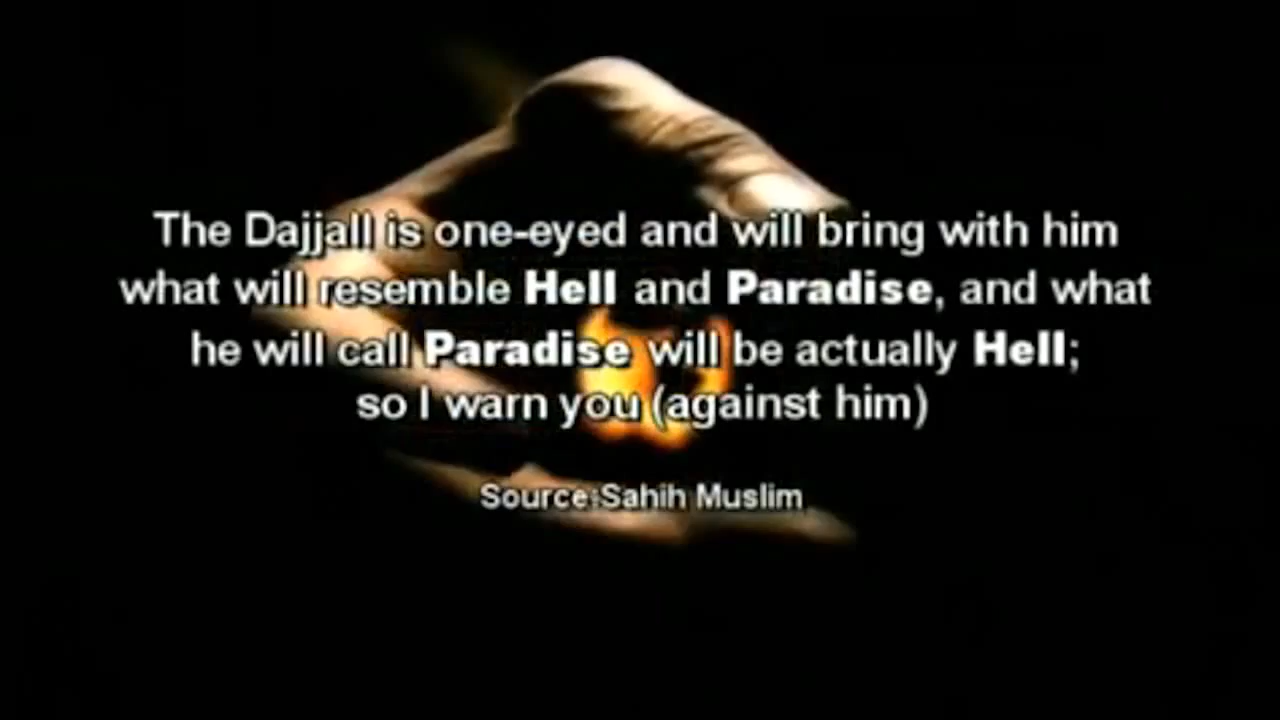 The Dajjall is one-eyed and will bring with him
what will resemble Hell and Paradise, and what
he will call Paradise will be actually Hell;
so I warn you (against him)
Source:Sahih Muslim